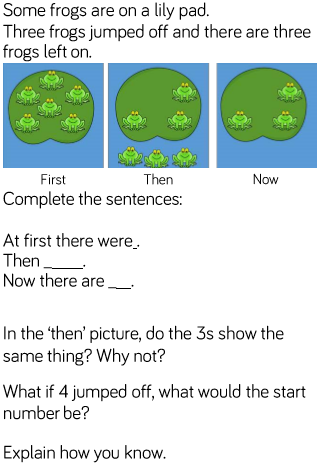 Some frogs are on a lily pad.
Three frogs jumped off and there are three
frogs left on.
First
Then
Now
Complete the sentences:
At first there were_.
Then ______.
Now there are ___.
In the ‘then’ picture, do the 3s show the
same thing? Why not?
What if 4 jumped off, what would the start
number be?
Explain how you know.